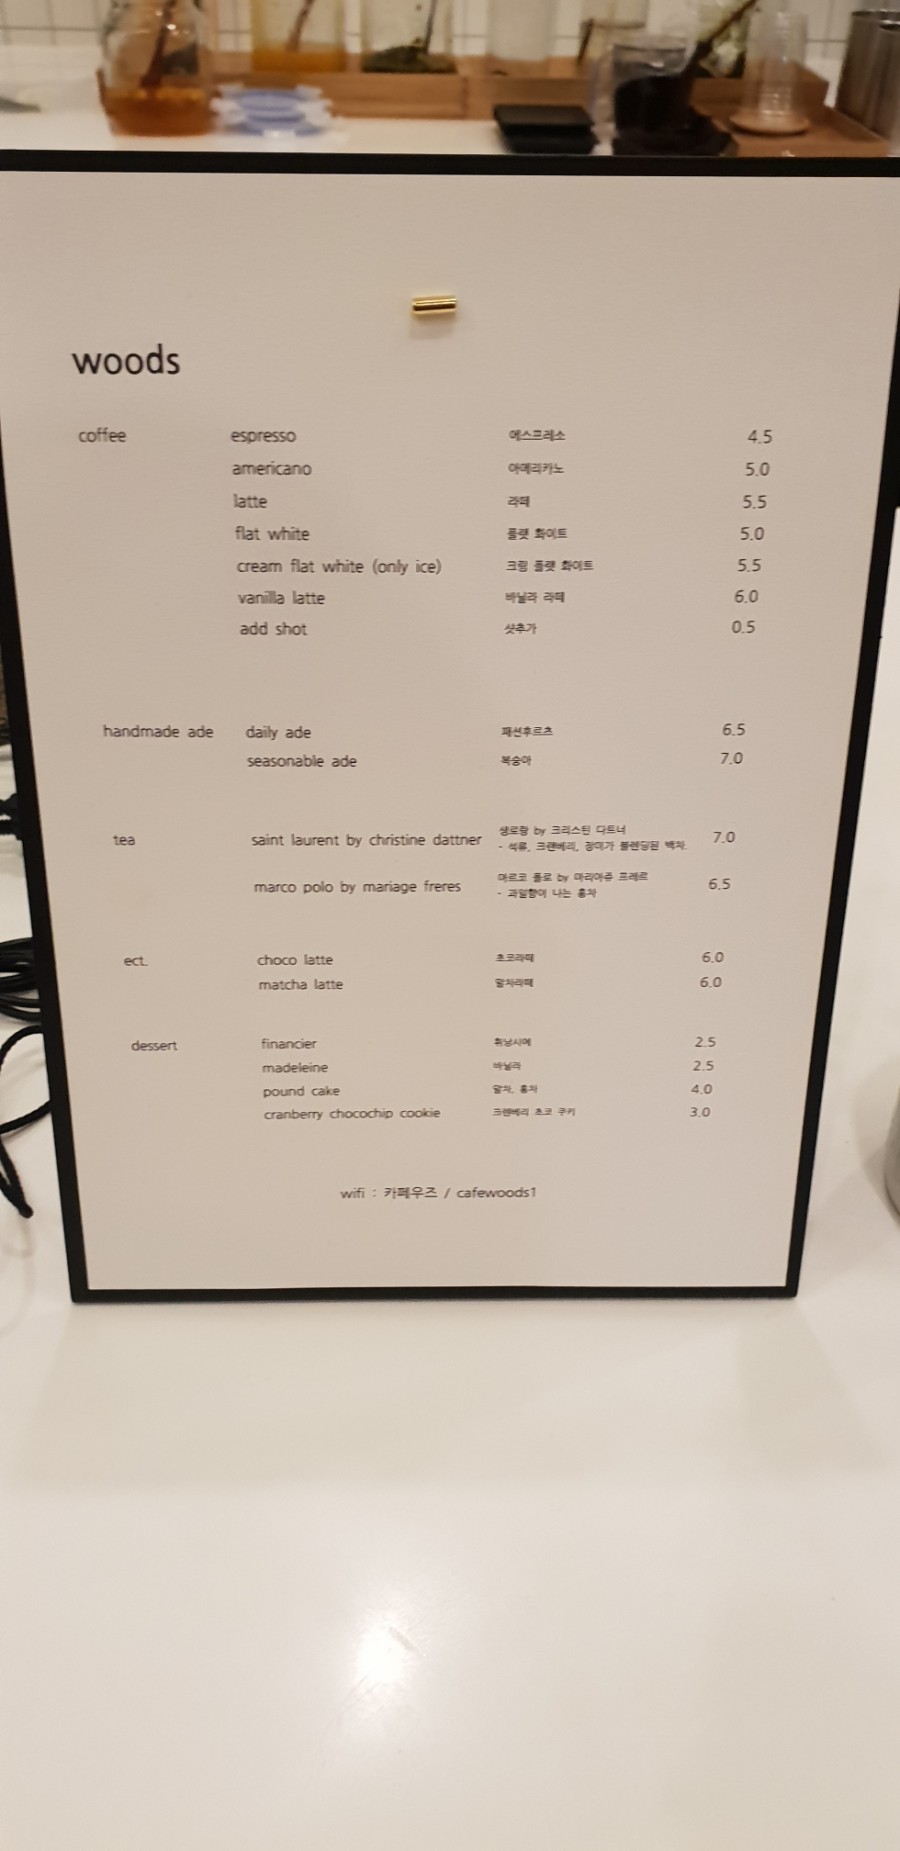 woods
coffee espresso 에스프레소 4.5
americano 아메리카노 5.0
latte 라떼 5.5
flat white 플랫 화이트 5.0
cream flat white (only ice) 크림 플랫 화이트 5.5
vanilla latte 바닐라 라떼 6.0
add shot 샷추가 0.5
handmade ade daily ade 패션후르츠 6.5
seasonable ade 복숭아 7.0
tea saint laurent by christine dattner 생로랑 by 크리스틴 다트너 7.0
- 석류, 크랜베리, 장미가 블렌딩된 백차.
marco polo by mariage freres 마르코 폴로 by 마리아쥬 프레르 6.5
- 과일향이 나는 홍차
ect. choco latte 초코라떼 6.0
matcha latte 말차라떼 6.0
dessert financier 휘낭시에 2.5
madeleine 바닐라 2.5
pound cake 말차, 홍차 4.0
cranberry chocochip cookie 크랜베리 초코 쿠키 3.0
wifi : 카페우즈 / cafewoods1